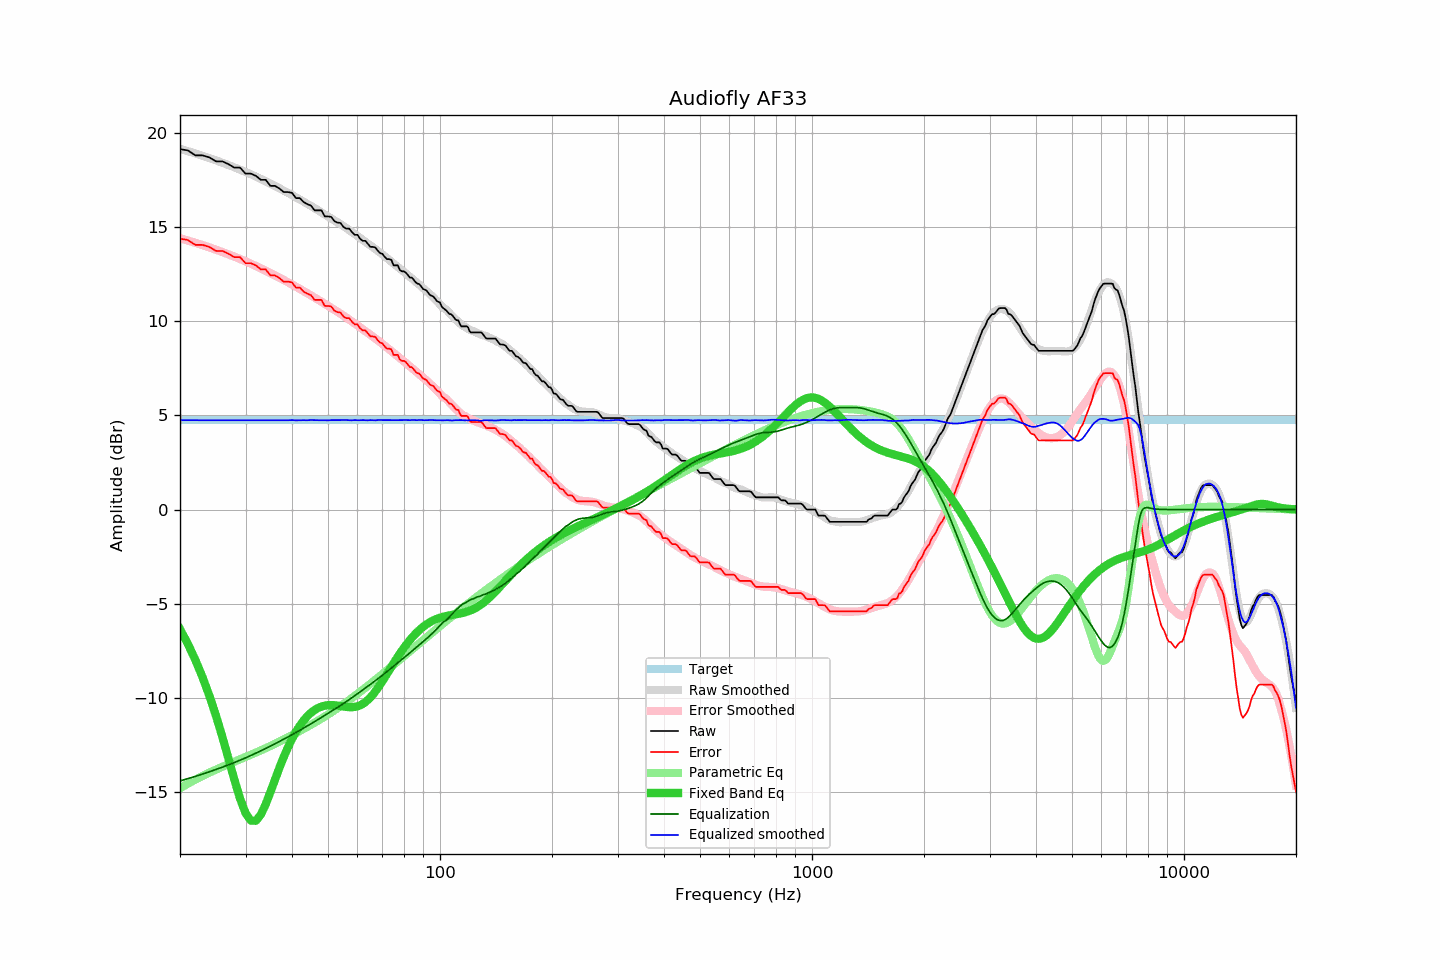 Audiofly AF33
20
15
10
5
0
−5
−10
−15
Amplitude (dBr)
100
1000
10000
Frequency (Hz)
Target
Raw Smoothed
Error Smoothed
Raw
Error
Parametric Eq
Fixed Band Eq
Equalization
Equalized smoothed